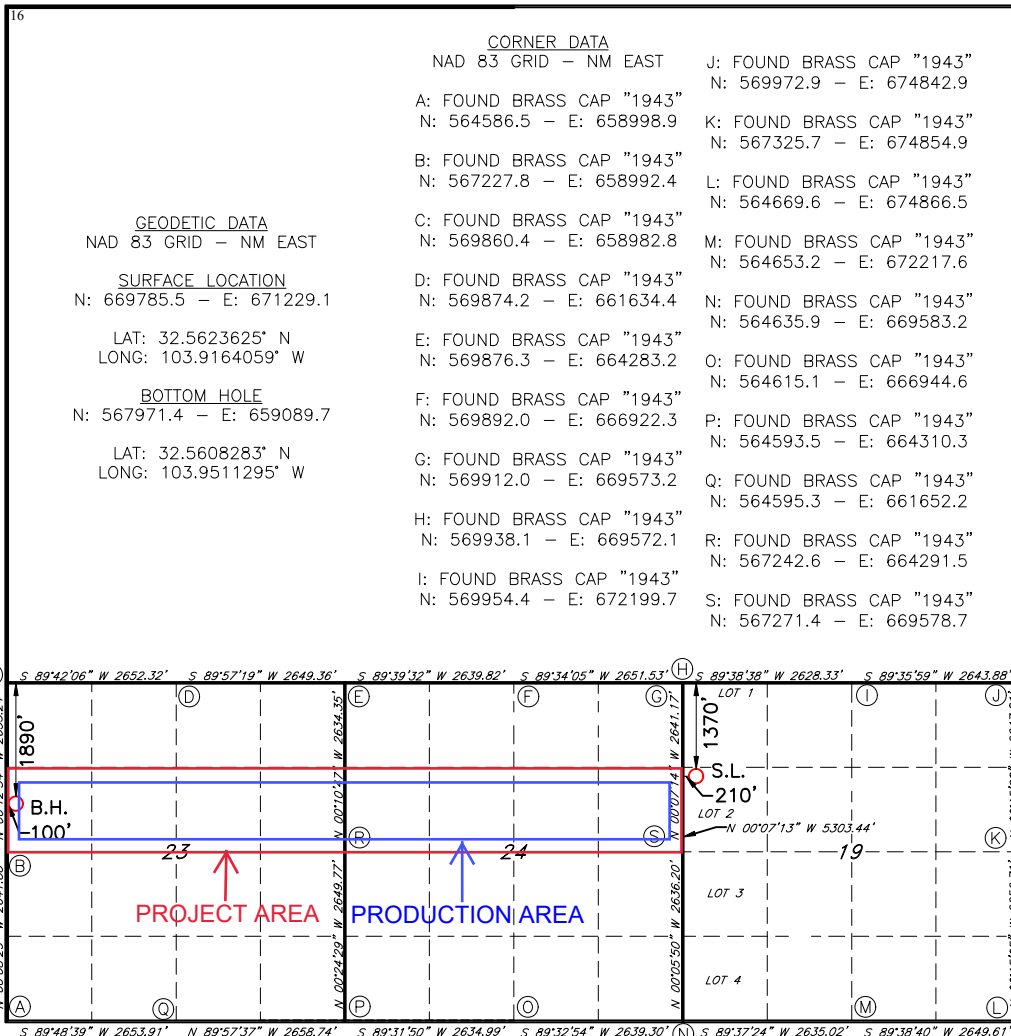 16
CORNER DATA
NAD 83 GRID – NM EAST
A: FOUND BRASS CAP "1943"
N: 564586.5 – E: 658998.9
B: FOUND BRASS CAP "1943"
N: 567227.8 – E: 658992.4
C: FOUND BRASS CAP "1943"
N: 569860.4 – E: 658982.8
D: FOUND BRASS CAP "1943"
N: 569874.2 – E: 661634.4
E: FOUND BRASS CAP "1943"
N: 569876.3 – E: 664283.2
F: FOUND BRASS CAP "1943"
N: 569892.0 – E: 666922.3
G: FOUND BRASS CAP "1943"
N: 569912.0 – E: 669573.2
H: FOUND BRASS CAP "1943"
N: 569938.1 – E: 669572.1
I: FOUND BRASS CAP "1943"
N: 569954.4 – E: 672199.7
J: FOUND BRASS CAP "1943"
N: 569972.9 – E: 674842.9
K: FOUND BRASS CAP "1943"
N: 567325.7 – E: 674854.9
L: FOUND BRASS CAP "1943"
N: 564669.6 – E: 674866.5
M: FOUND BRASS CAP "1943"
N: 564653.2 – E: 672217.6
N: FOUND BRASS CAP "1943"
N: 564635.9 – E: 669583.2
O: FOUND BRASS CAP "1943"
N: 564615.1 – E: 666944.6
P: FOUND BRASS CAP "1943"
N: 564593.5 – E: 664310.3
Q: FOUND BRASS CAP "1943"
N: 564595.3 – E: 661652.2
R: FOUND BRASS CAP "1943"
N: 567242.6 – E: 664291.5
S: FOUND BRASS CAP "1943"
N: 567271.4 – E: 669578.7
GEODETIC DATA
NAD 83 GRID – NM EAST
SURFACE LOCATION
N: 669785.5 – E: 671229.1
LAT: 32.5623625° N
LONG: 103.9164059° W
BOTTOM HOLE
N: 567971.4 – E: 659089.7
LAT: 32.5608283° N
LONG: 103.9511295° W
S 89°42'06" W 2652.32' N 89°57'19" W 2649.36' S 89°39'32" W 2639.82' S 89°34'05" W 2651.53' H S 89°38'38" W 2628.33' S 89°35'59" W 2643.88'
D E F G LOT 1 I J
1890'
N 00°10'27" W 2634.35'
N 00°07'14" W 2641.17'
1370'
S.L.
210'
B.H.
100'
LOT 2
N 00°07'13" W 5303.44'
B 23 R 24 S 19 K
PROJECT AREA
PRODUCTION AREA
LOT 3
N 00°24'29" W 2649.77'
N 00°05'50" W 2636.20'
LOT 4
A Q P O M L
S 89°48'39" W 2653.91' N 89°57'37" W 2658.74' S 89°31'50" W 2634.99' S 89°32'54" W 2639.30' N S 89°37'24" W 2635.02' S 89°38'40" W 2649.61'